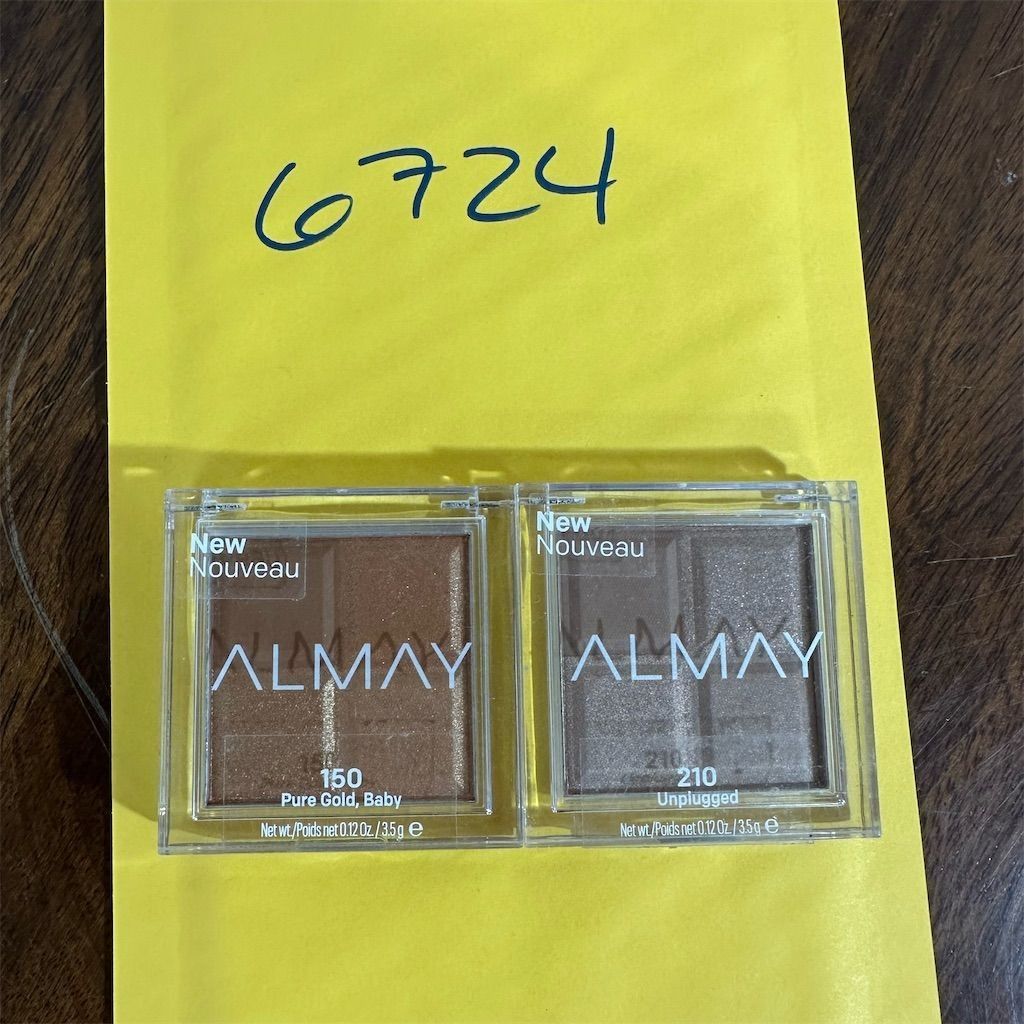 6724
New
Nouveau
ALMAY
150
Pure Gold, Baby
Net wt./Poids net 0.12 Oz. / 3.5 g e
New
Nouveau
ALMAY
210
Unplugged
Net wt./Poids net 0.12 Oz. / 3.5 g e